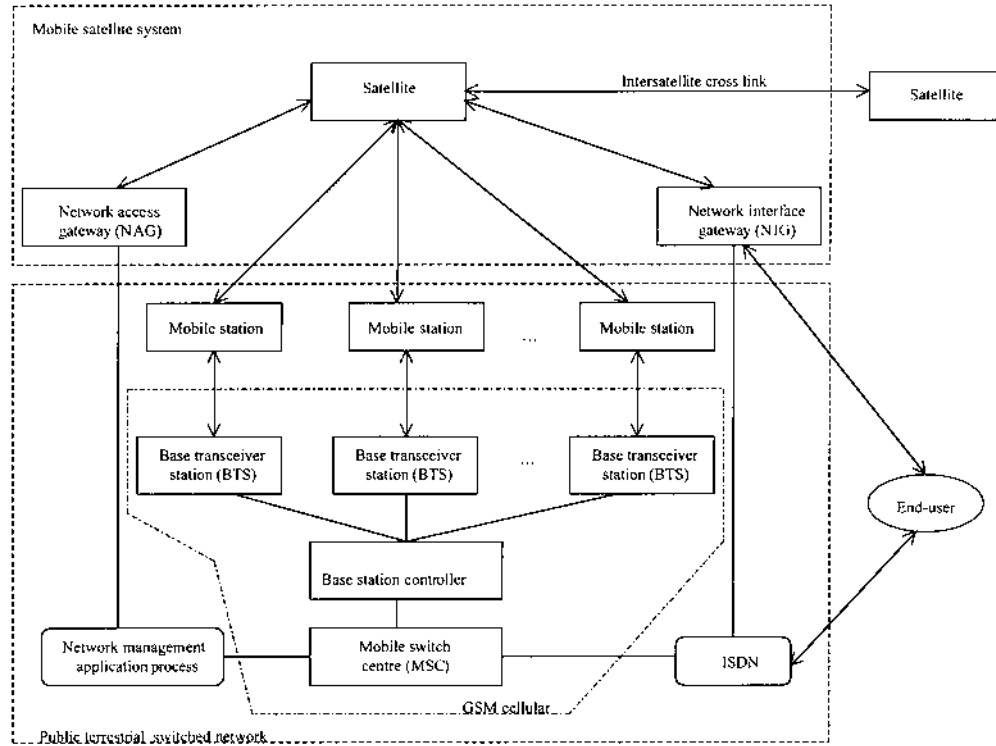 Mobile satellite system
Satellite
Intersatellite cross link
Satellite
Network access
gateway (NAG)
Network interface
gateway (NIG)
Mobile station
Mobile station
...
Mobile station
Base transceiver
station (BTS)
Base transceiver
station (BTS)
...
Base transceiver
station (BTS)
End-user
Base station controller
Network management
application process
Mobile switch
centre (MSC)
ISDN
GSM cellular
Public terrestrial switched network